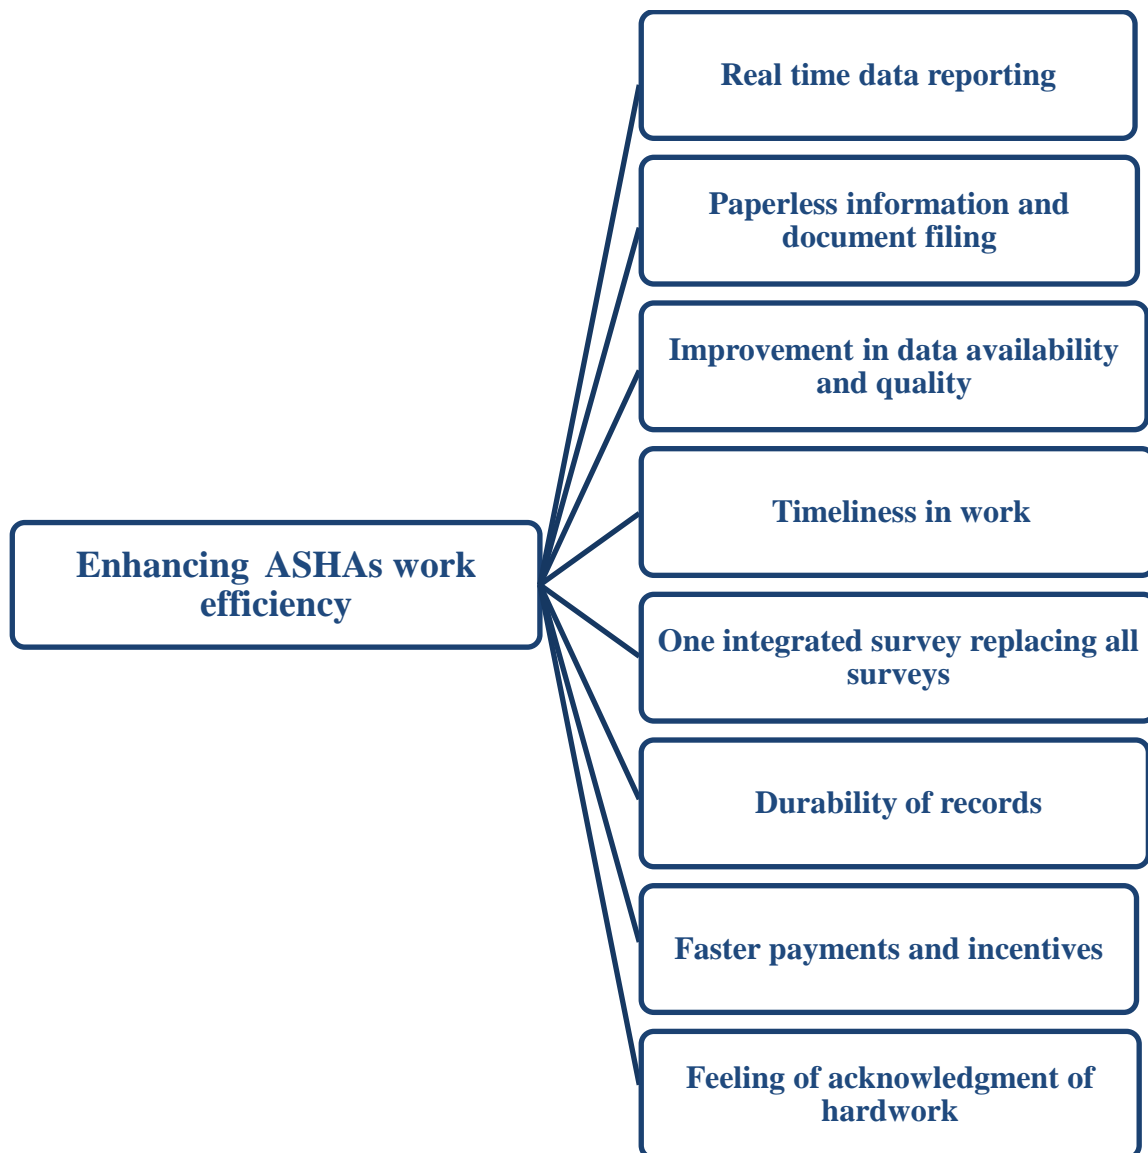 Real time data reporting
Paperless information and
document filing
Improvement in data availability
and quality
Timeliness in work
Enhancing  ASHAs work
efficiency
One integrated survey replacing all
surveys
Durability of records
Faster payments and incentives
Feeling of acknowledgment of
hardwork